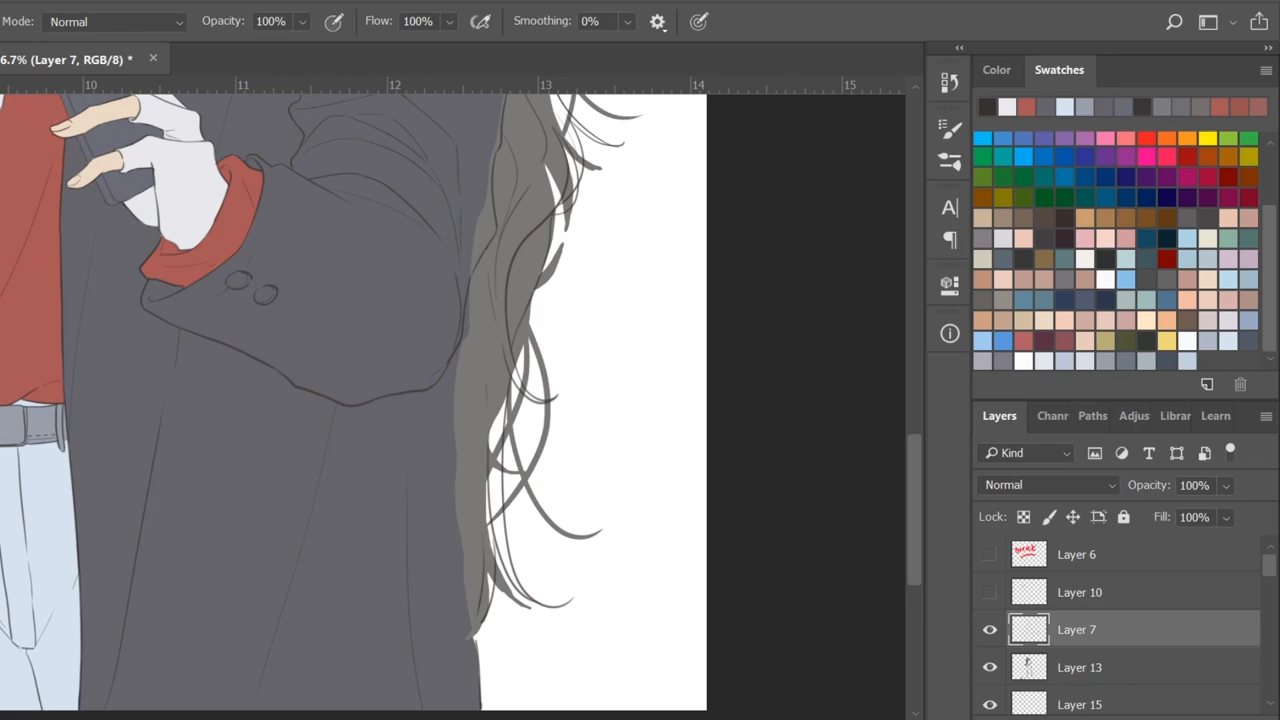 Mode: Normal Opacity: 100% Flow: 100% Smoothing: 0%
6.7% (Layer 7, RGB/8) * ×
10 11 12 13 14 15
Color Swatches
Layers Chanr Paths Adjus Librar Learn
Kind
Normal Opacity: 100%
Lock: Fill: 100%
Layer 6
Layer 10
Layer 7
Layer 13
Layer 15